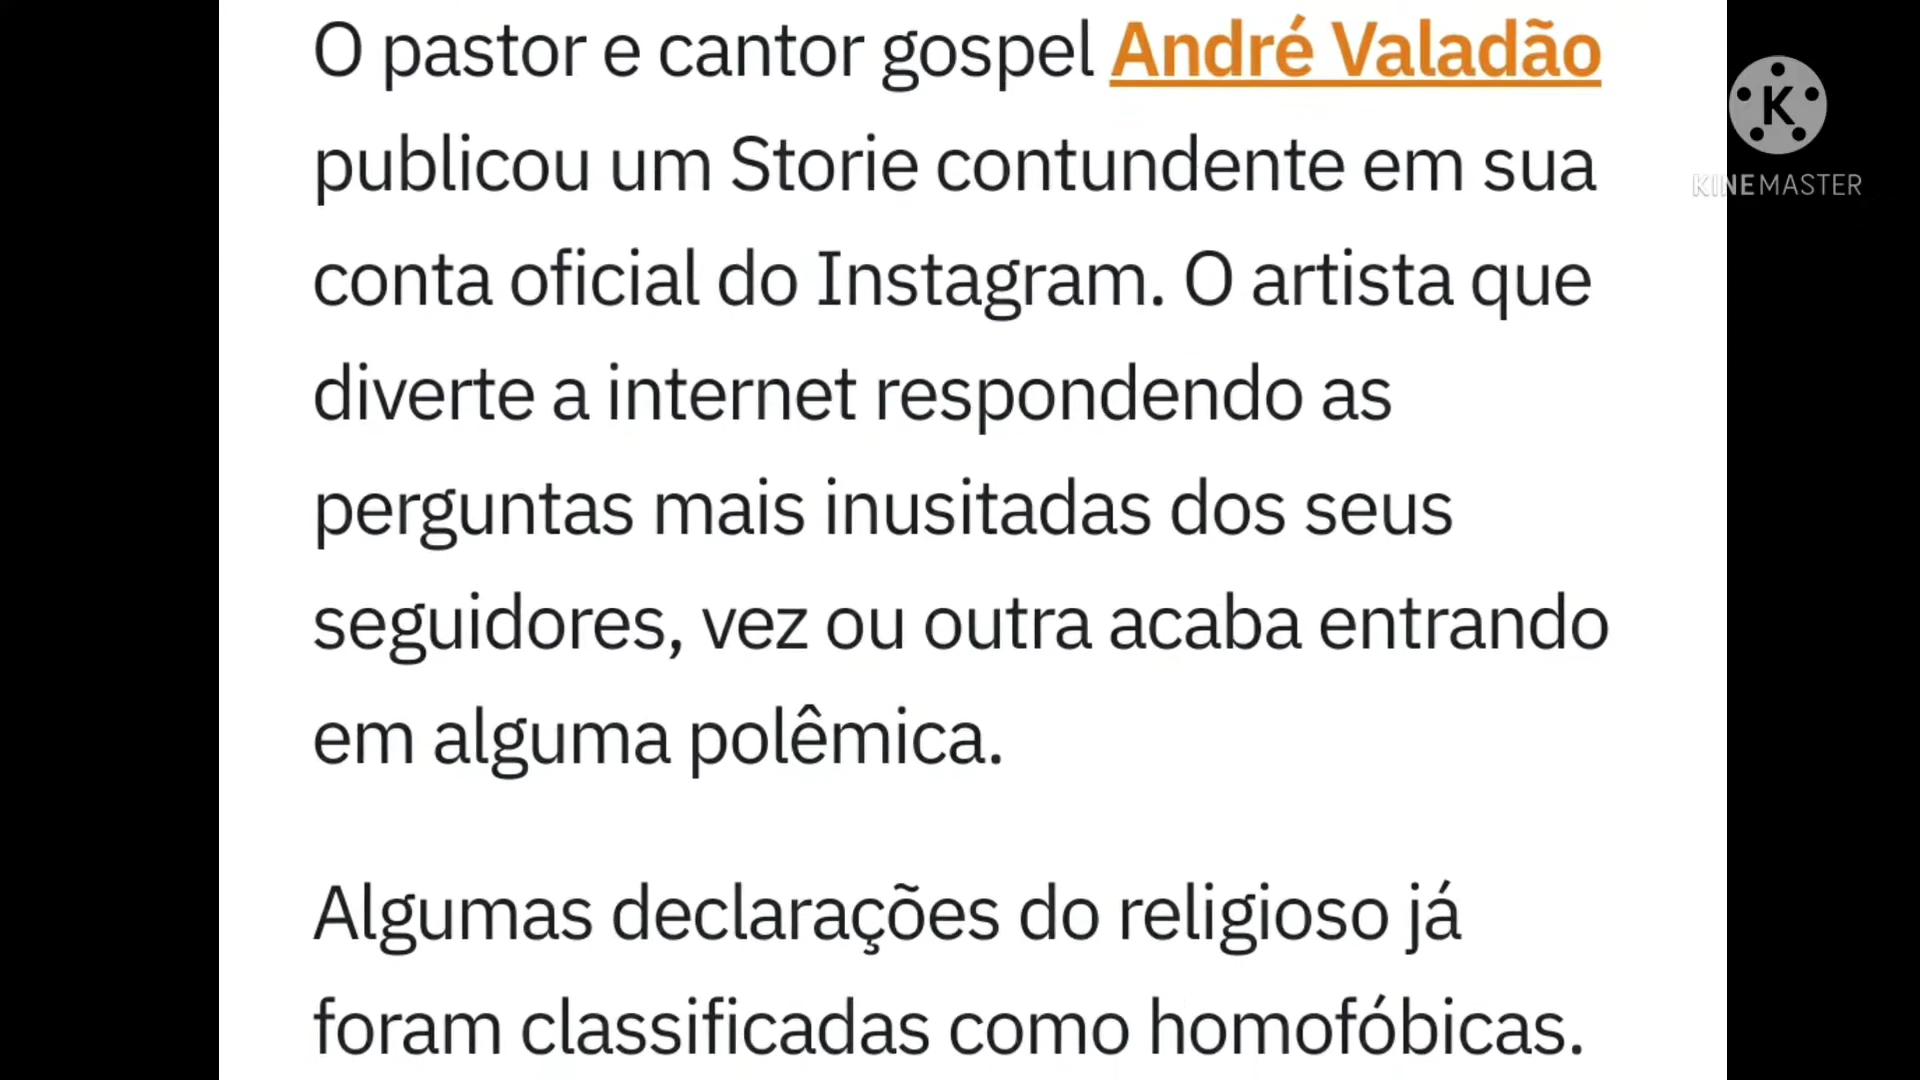 O pastor e cantor gospel André Valadão
publicou um Storie contundente em sua
conta oficial do Instagram. O artista que
diverte a internet respondendo as
perguntas mais inusitadas dos seus
seguidores, vez ou outra acaba entrando
em alguma polêmica.
Algumas declarações do religioso já
foram classificadas como homofóbicas.
K
KINEMASTER